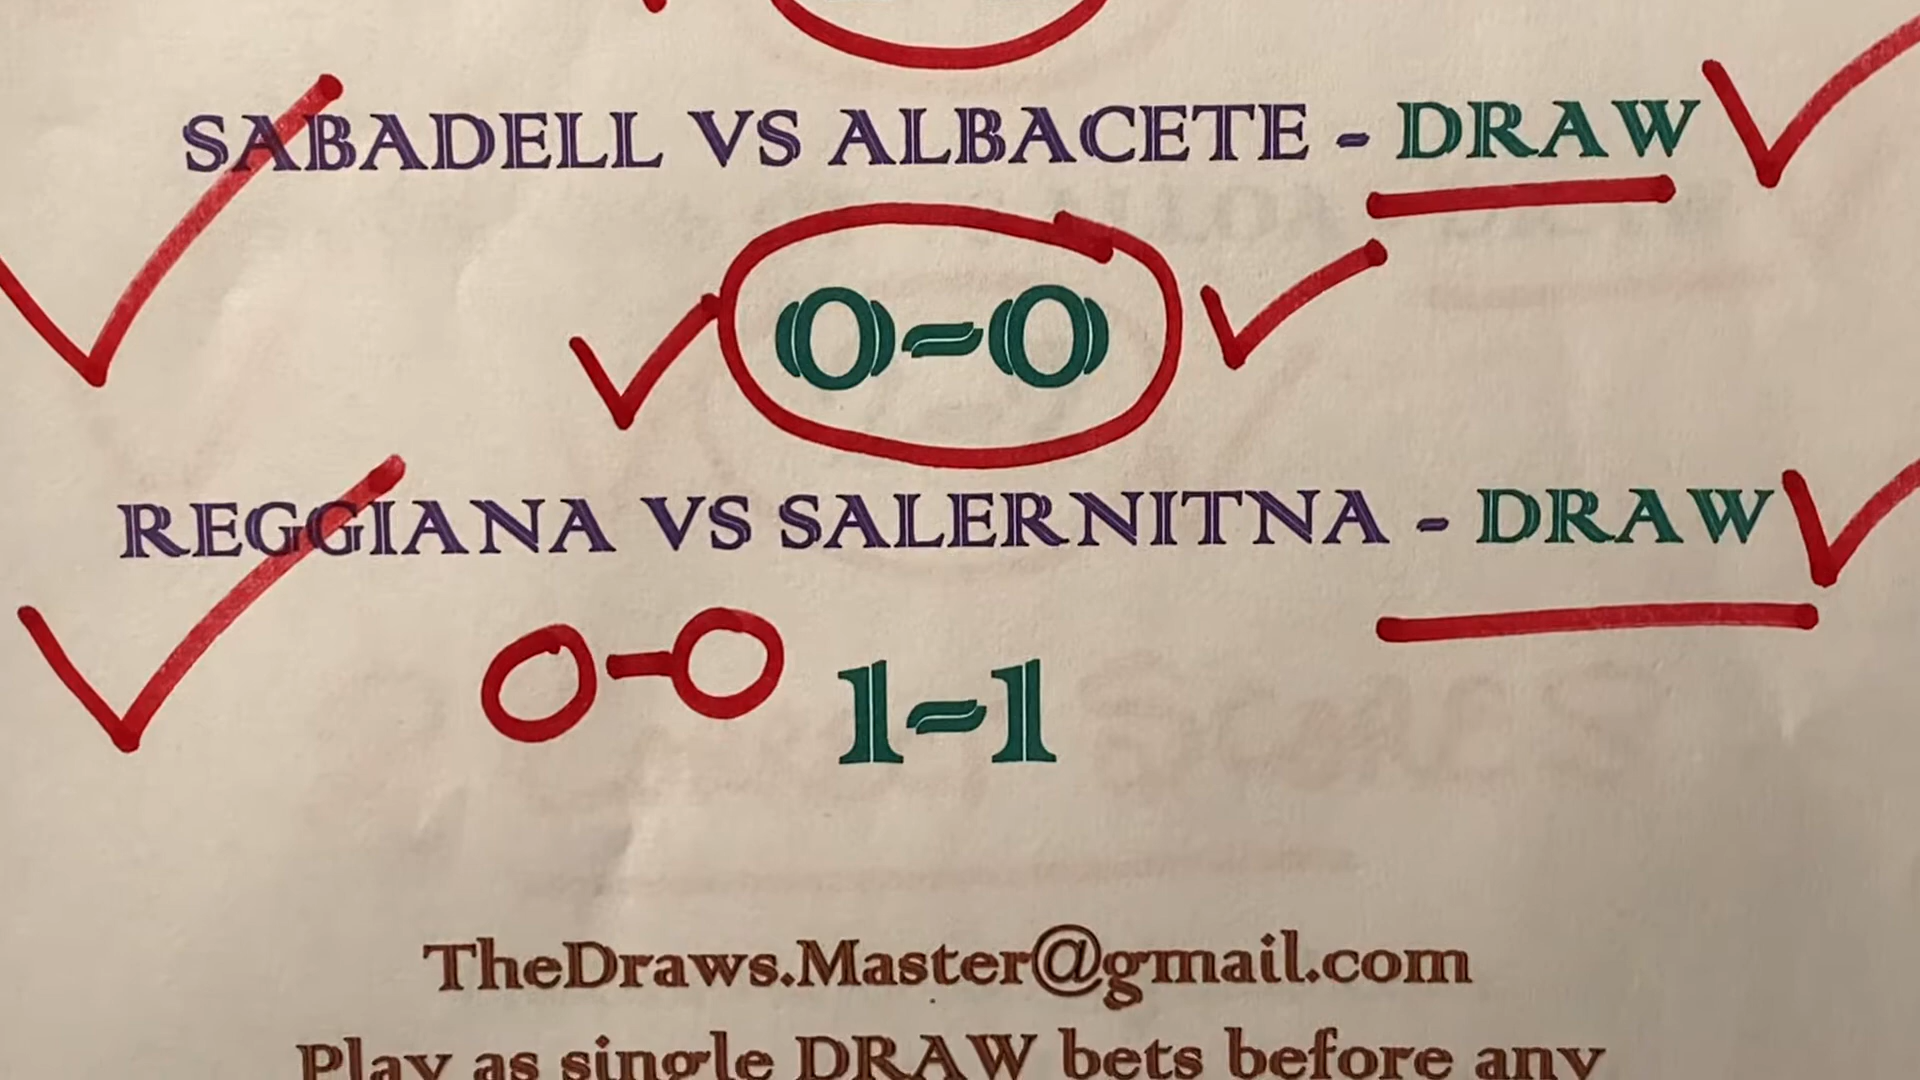 SABADELL VS ALBACETE - DRAW
0-0
REGGIANA VS SALERNITNA - DRAW
0-0 1-1
TheDraws.Master@gmail.com
Play as single DRAW bets before any